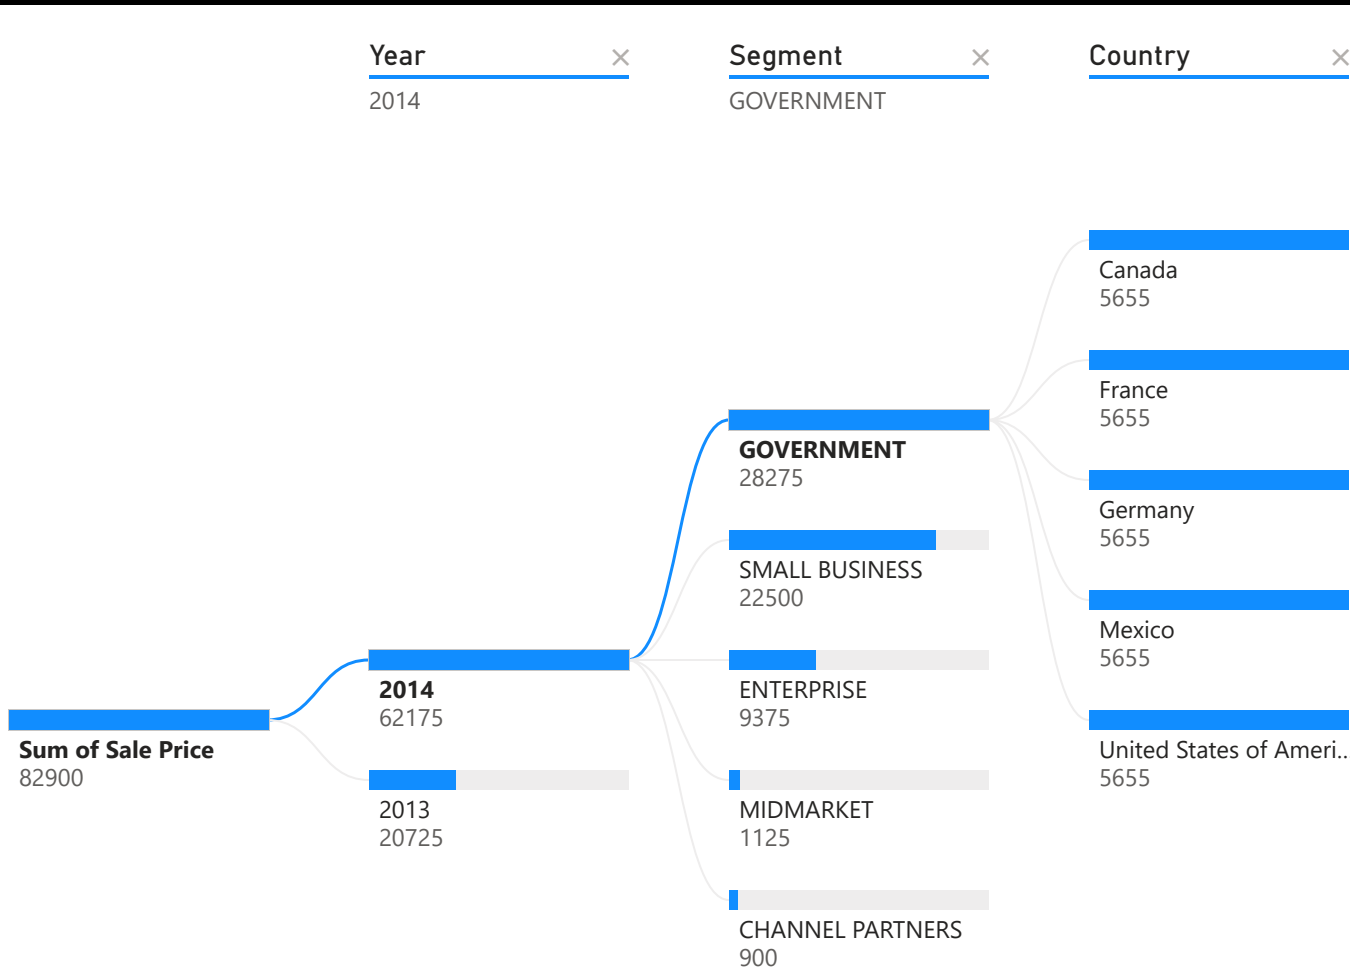 Year
Segment
Country
2014
GOVERNMENT
Canada
5655
France
5655
Germany
5655
Mexico
5655
United States of Ameri..
5655
GOVERNMENT
28275
SMALL BUSINESS
22500
ENTERPRISE
9375
MIDMARKET
1125
CHANNEL PARTNERS
900
2014
62175
2013
20725
Sum of Sale Price
82900